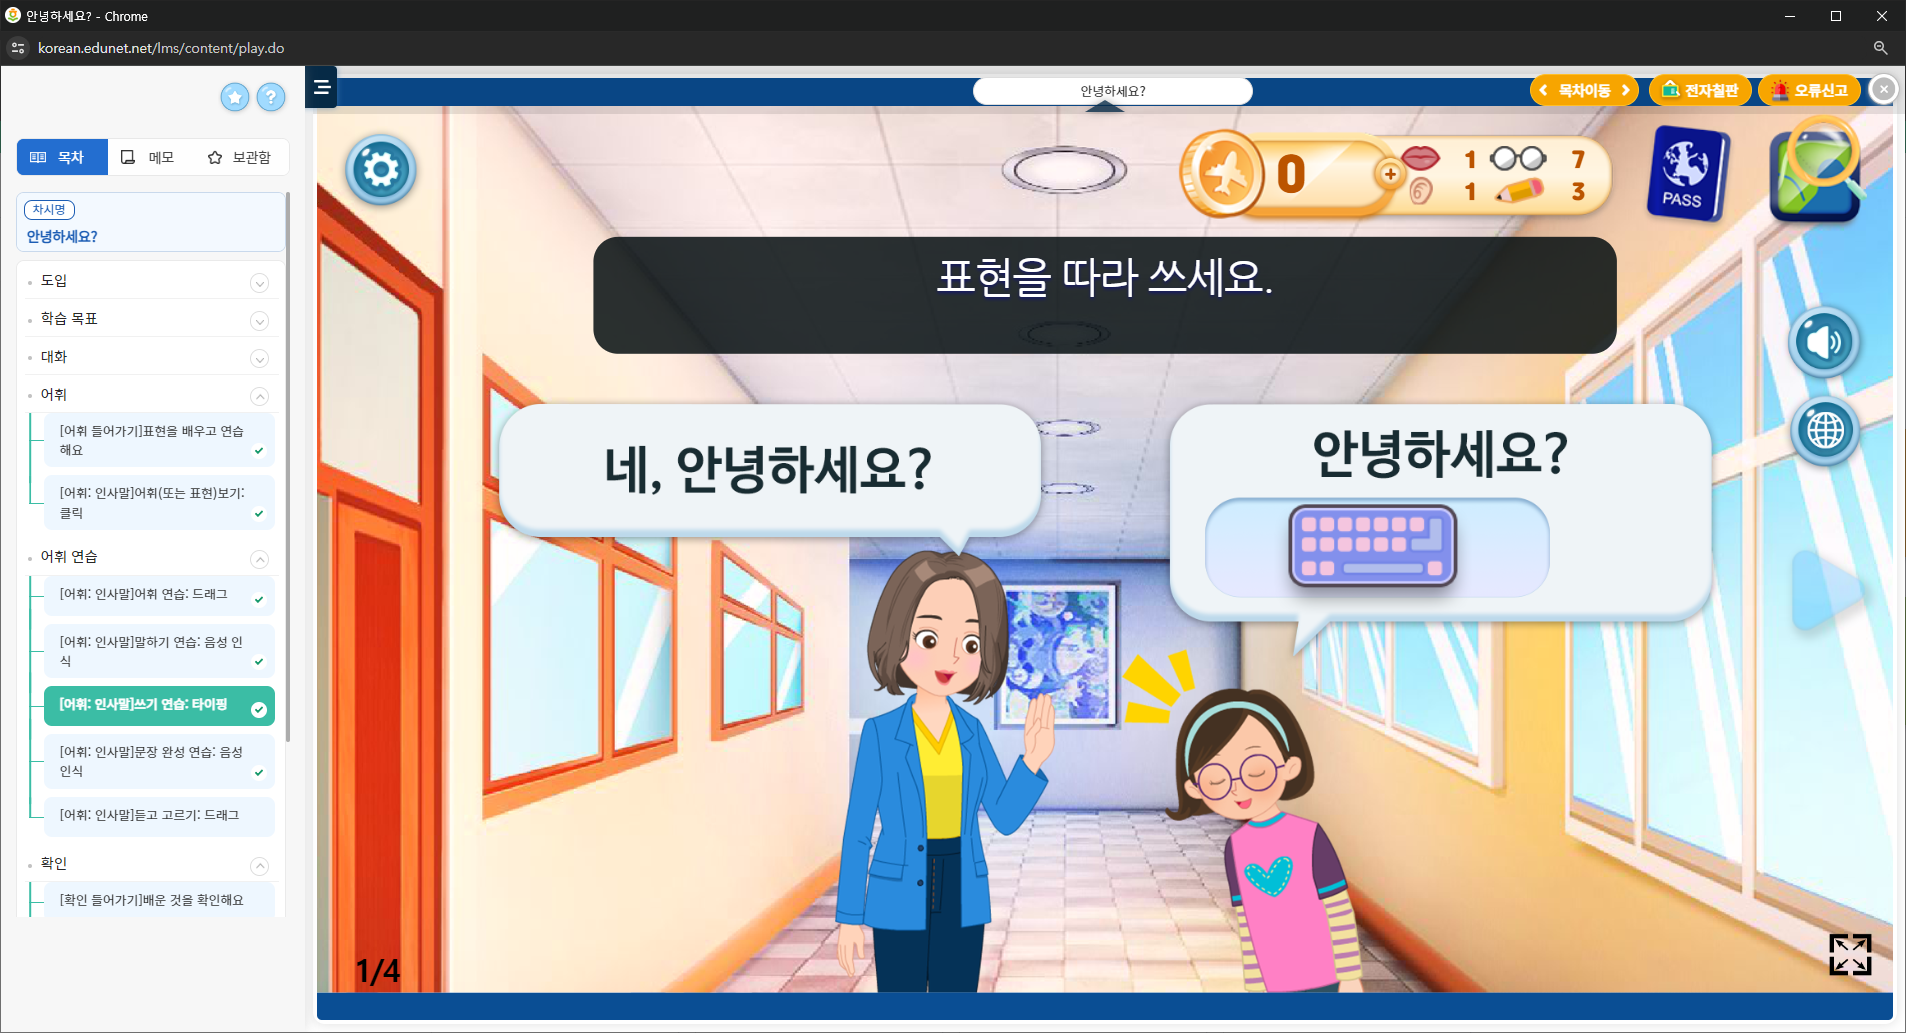 안녕하세요? - Chrome
korean.edunet.net/lms/content/play.do
?
목차
메모
보관함
차시명
안녕하세요?
도입
학습 목표
대화
어휘
[어휘 들어가기]표현을 배우고 연습
해요
[어휘: 인사말]어휘(또는 표현)보기:
클릭
어휘 연습
[어휘: 인사말]어휘 연습: 드래그
[어휘: 인사말]말하기 연습: 음성 인
식
[어휘: 인사말]쓰기 연습: 타이핑
[어휘: 인사말]문장 완성 연습: 음성
인식
[어휘: 인사말]듣고 고르기: 드래그
확인
[확인 들어가기]배운 것을 확인해요
안녕하세요?
목차이동
전자칠판
오류신고
0
1
7
1
3
PASS
표현을 따라 쓰세요.
네, 안녕하세요?
안녕하세요?
1/4